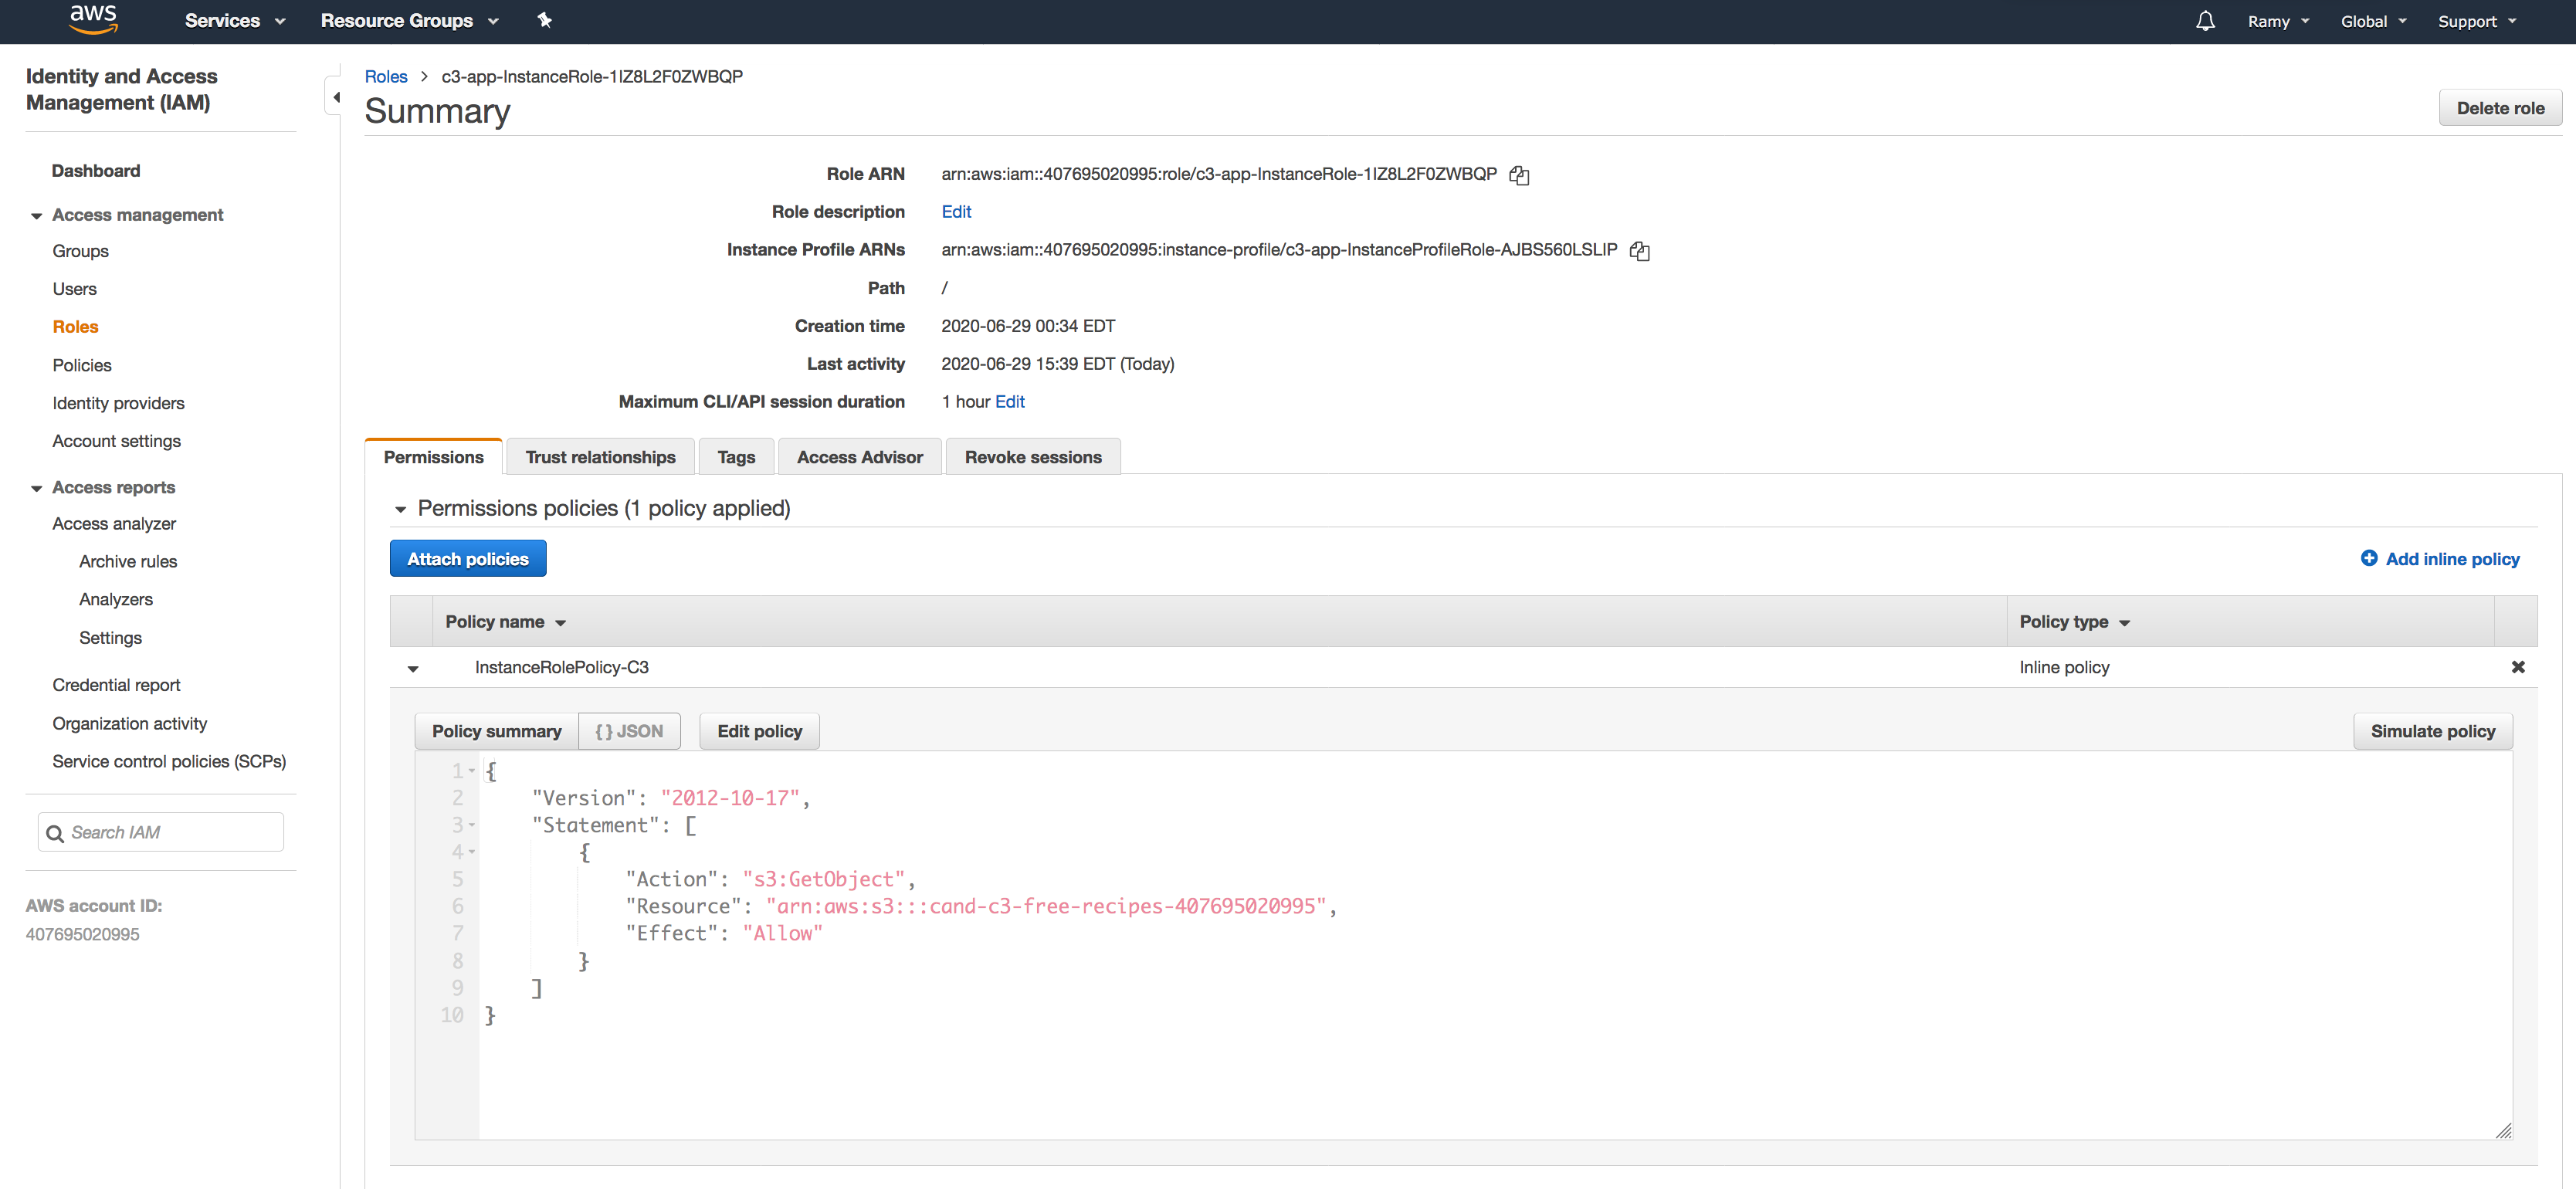 aws Services Resource Groups Ramy Global Support
Identity and Access
Management (IAM)
Dashboard
Access management
Groups
Users
Roles
Policies
Identity providers
Account settings
Access reports
Access analyzer
Archive rules
Analyzers
Settings
Credential report
Organization activity
Service control policies (SCPs)
Search IAM
AWS account ID:
407695020995
Roles > c3-app-InstanceRole-1IZ8L2F0ZWBQP
Summary
Delete role
Role ARN arn:aws:iam::407695020995:role/c3-app-InstanceRole-1IZ8L2F0ZWBQP
Role description Edit
Instance Profile ARNs arn:aws:iam::407695020995:instance-profile/c3-app-InstanceProfileRole-AJBS560LSLIP
Path /
Creation time 2020-06-29 00:34 EDT
Last activity 2020-06-29 15:39 EDT (Today)
Maximum CLI/API session duration 1 hour Edit
Permissions Trust relationships Tags Access Advisor Revoke sessions
Permissions policies (1 policy applied)
Attach policies Add inline policy
Policy name Policy type
InstanceRolePolicy-C3 Inline policy
Policy summary {} JSON Edit policy Simulate policy
1 {
2 "Version": "2012-10-17",
3 "Statement": [
4 {
5 "Action": "s3:GetObject",
6 "Resource": "arn:aws:s3:::cand-c3-free-recipes-407695020995",
7 "Effect": "Allow"
8 }
9 ]
10 }